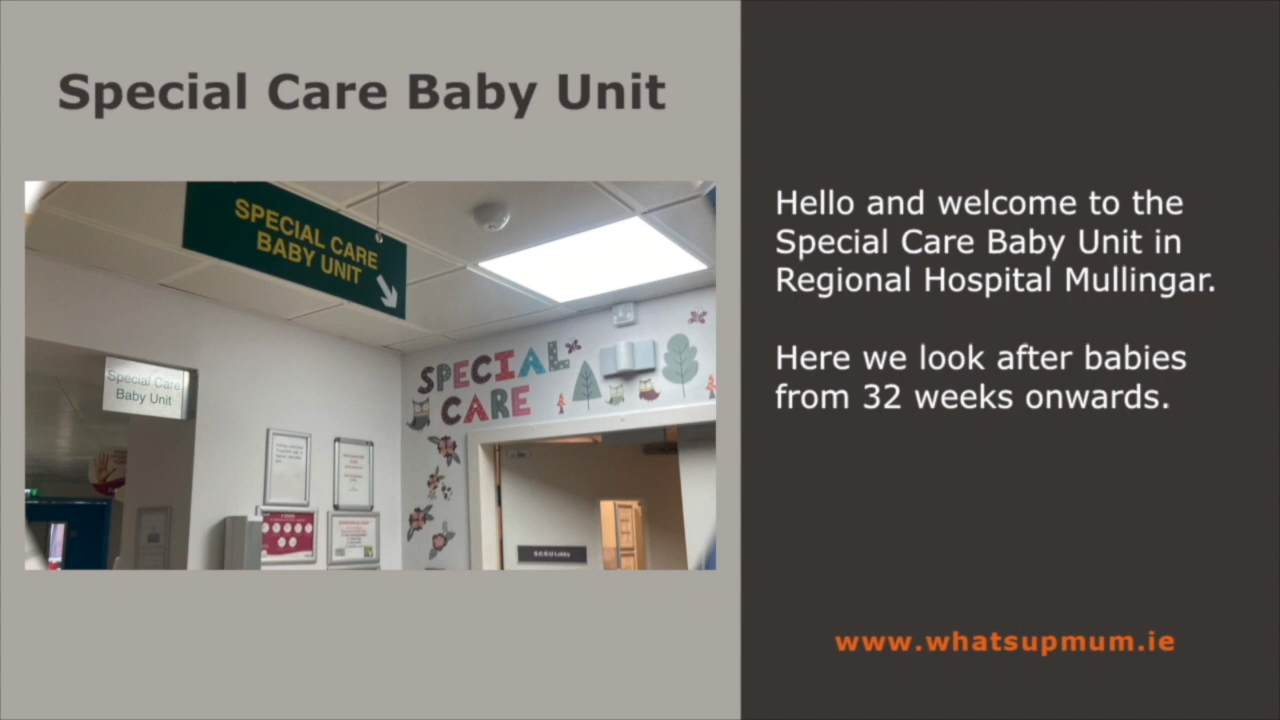 Special Care Baby Unit
SPECIAL CARE
BABY UNIT
Special Care
Baby Unit
SPECIAL
CARE
S.C.B.U Lobby
Hello and welcome to the
Special Care Baby Unit in
Regional Hospital Mullingar.
Here we look after babies
from 32 weeks onwards.
www.whatsupmum.ie